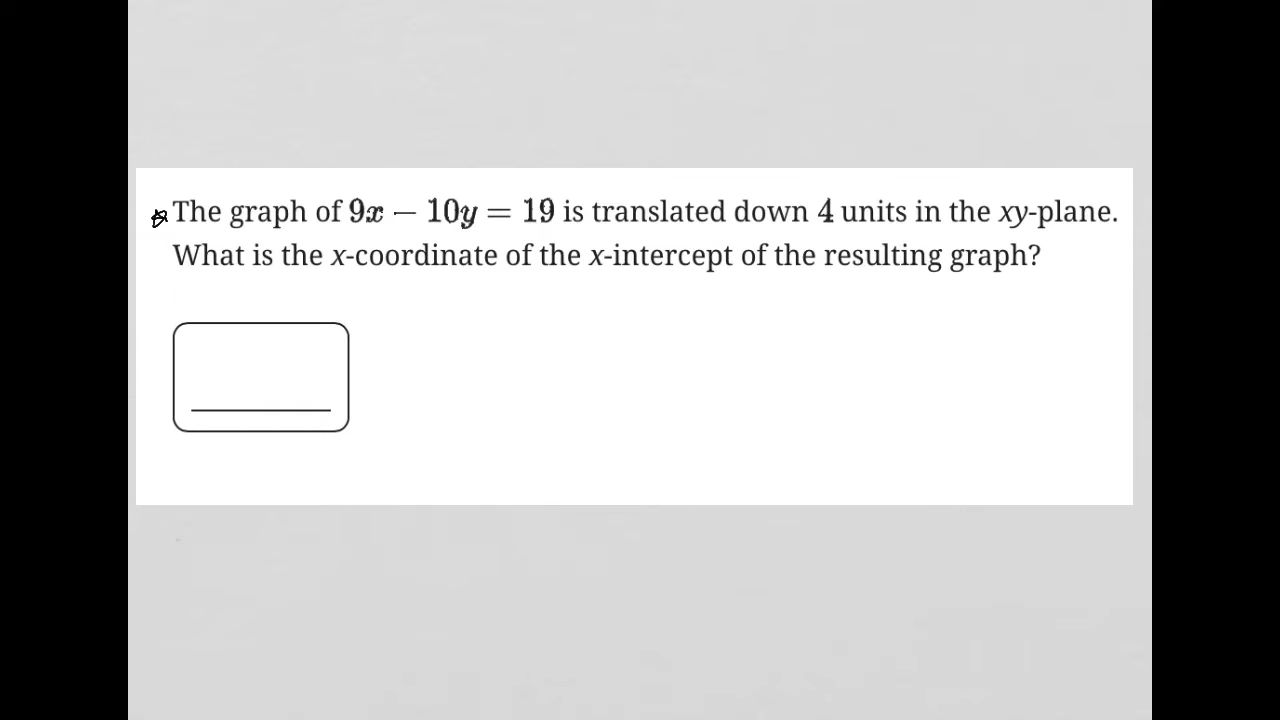 The graph of 9x − 10y = 19 is translated down 4 units in the xy-plane.
What is the x-coordinate of the x-intercept of the resulting graph?